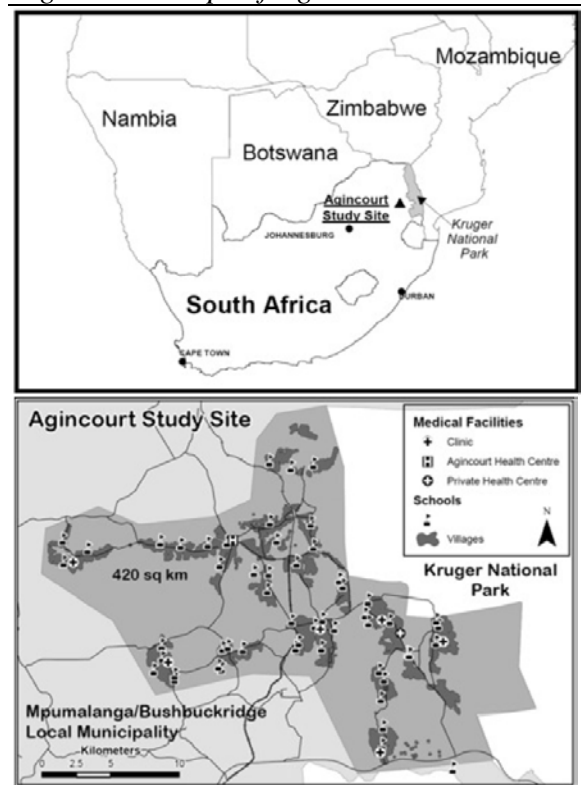 Mozambique
Zimbabwe
Nambia
Botswana
Agincourt
Study Site
Kruger
National
Park
JOHANNESBURG
South Africa
DURBAN
CAPE TOWN
Agincourt Study Site
Medical Facilities
Clinic
Agincourt Health Centre
Private Health Centre
Schools
Villages
N
420 sq km
Kruger National
Park
Mpumalanga/Bushbuckridge
Local Municipality
Kilometers
0 2.5 5 10